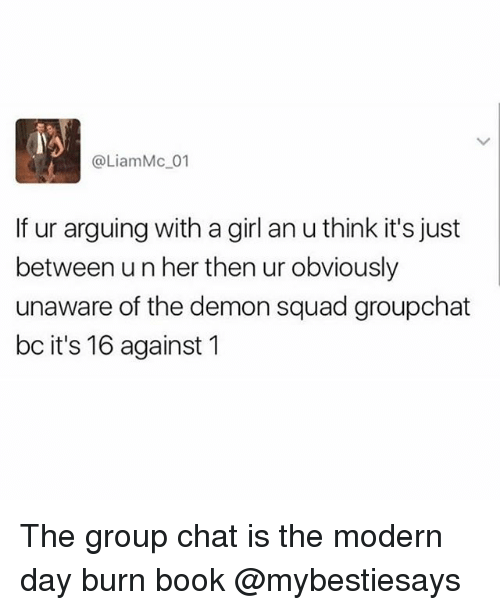 @LiamMc_01
If ur arguing with a girl an u think it's just
between u n her then ur obviously
unaware of the demon squad groupchat
bc it's 16 against 1
The group chat is the modern
day burn book @mybestiesays